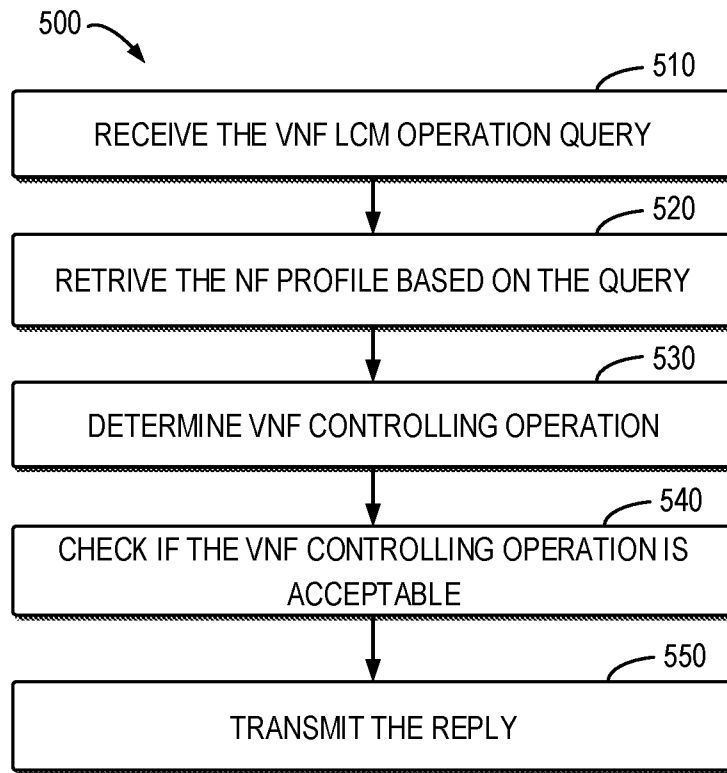 500
510
RECEIVE THE VNF LCM OPERATION QUERY
520
RETRIVE THE NF PROFILE BASED ON THE QUERY
530
DETERMINE VNF CONTROLLING OPERATION
540
CHECK IF THE VNF CONTROLLING OPERATION IS
ACCEPTABLE
550
TRANSMIT THE REPLY